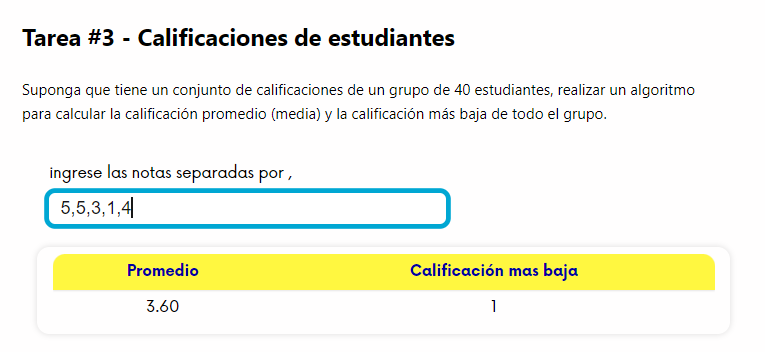 Tarea #3 - Calificaciones de estudiantes
Suponga que tiene un conjunto de calificaciones de un grupo de 40 estudiantes, realizar un algoritmo
para calcular la calificación promedio (media) y la calificación más baja de todo el grupo.
ingrese las notas separadas por ,
5,5,3,1,4
Promedio Calificación mas baja
3.60 1